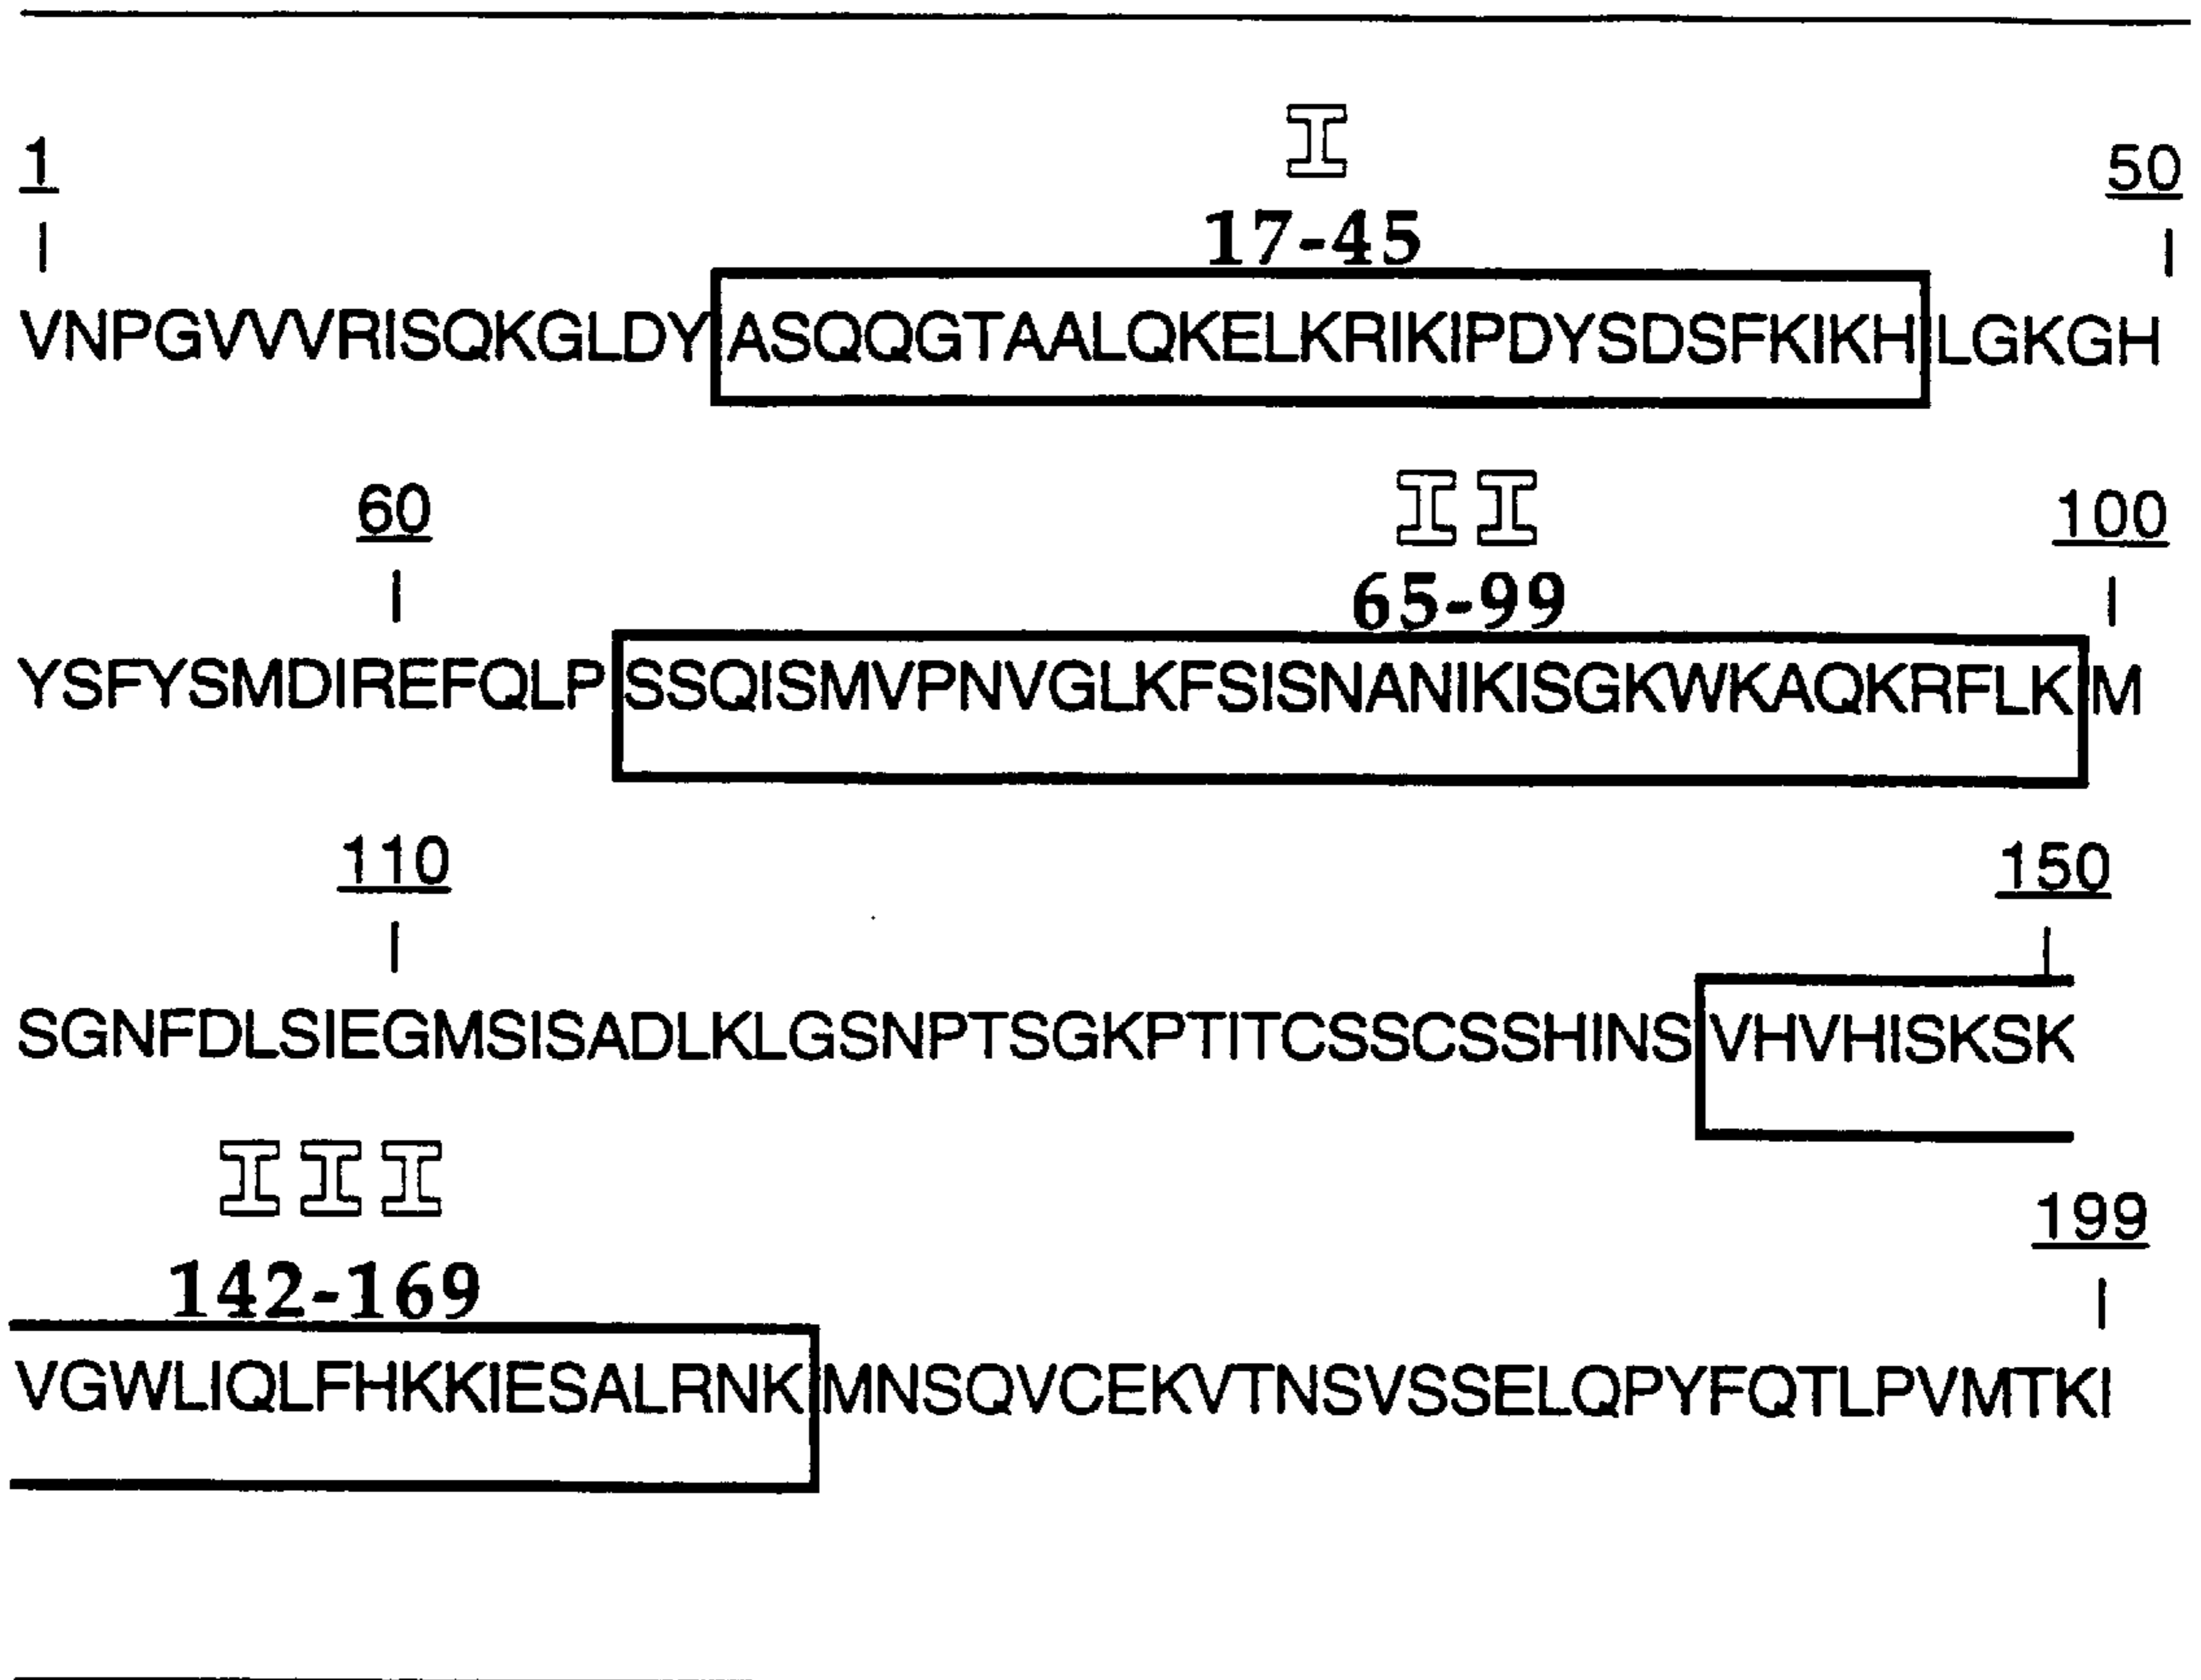 I
1 50
17-45
VNPGVVVRISQKGLDYASQQGTAALQKELKRIKIPDYSDSFKIKHLGKGH
II
60 100
65-99
YSFYSMDIREFQLPSSQISMVPNVGLKFSISNANIKISGKWKAQKRFLKM
110 150
SGNFDLSIEGMSISADLKLGSNPTSGKPTITCSSCSSHINSVHVHISKSK
III
199
142-169
VGWLIQLFHKKIESALRNKMNSQVCEKVTNSVSSELQPYFQTLPVMTKI